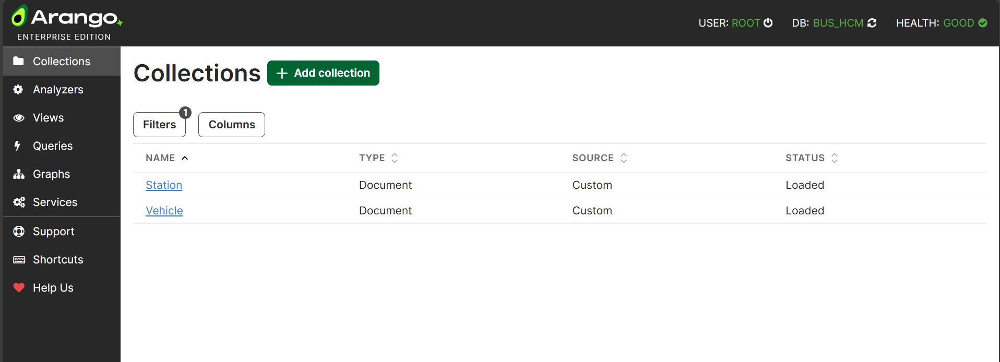 Arango
ENTERPRISE EDITION
USER: ROOT DB: BUS_HCM HEALTH: GOOD
Collections
Analyzers
Views
Queries
Graphs
Services
Support
Shortcuts
Help Us
Collections + Add collection
Filters 1 Columns
NAME TYPE SOURCE STATUS
Station Document Custom Loaded
Vehicle Document Custom Loaded